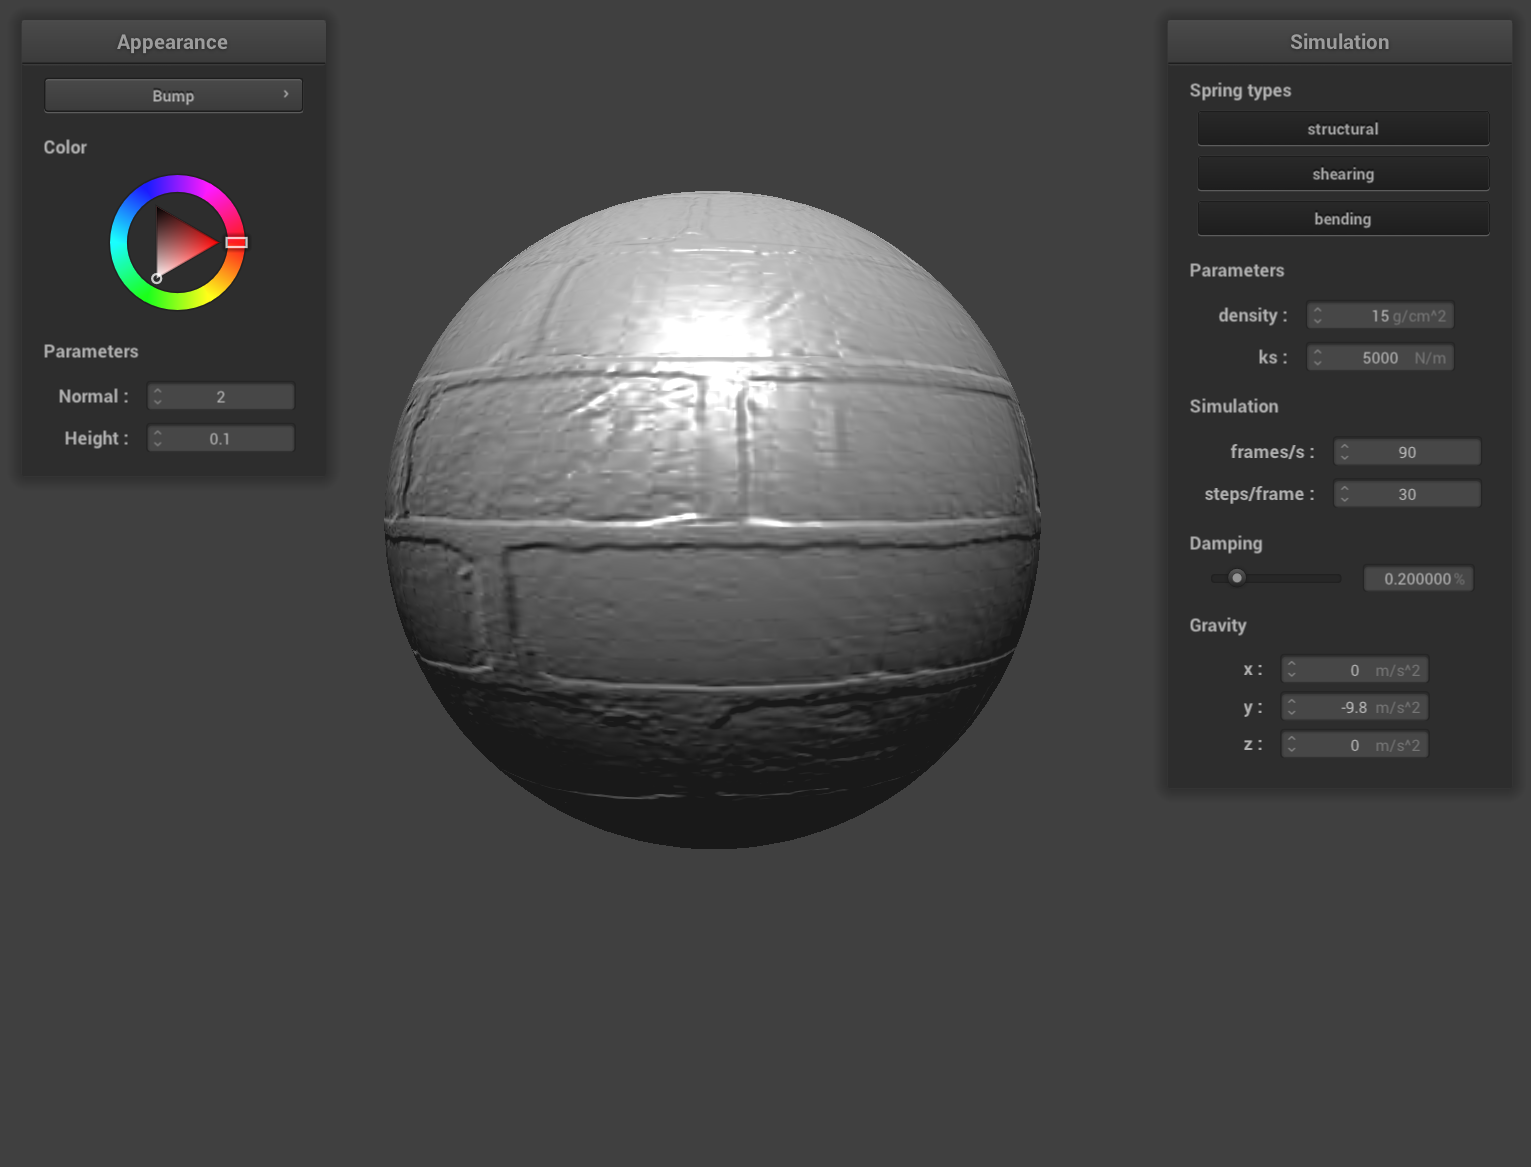 Appearance
Bump
Color
Parameters
Normal : 2
Height : 0.1
Simulation
Spring types
structural
shearing
bending
Parameters
density : 15 g/cm^2
ks : 5000 N/m
Simulation
frames/s : 90
steps/frame : 30
Damping
0.200000 %
Gravity
x : 0 m/s^2
y : -9.8 m/s^2
z : 0 m/s^2